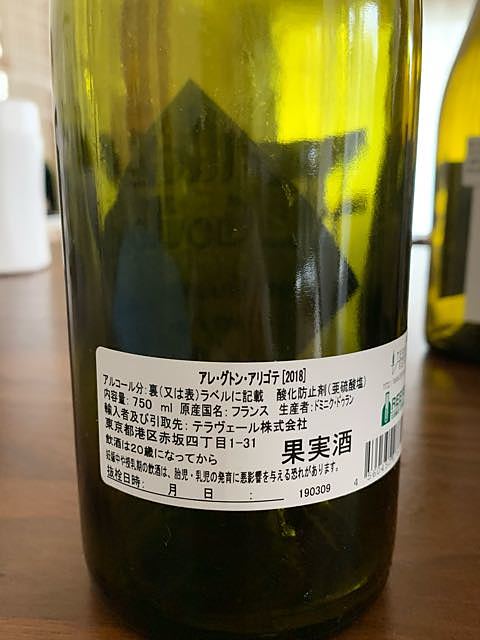 アレ・グトン・アリゴテ [2018]
アルコール分: 裏(又は表)ラベルに記載 酸化防止剤(亜硫酸塩)
内容量: 750 ml 原産国名: フランス 生産者: ドミニク・ドゥラン
輸入者及び引取先: テラヴェール株式会社
東京都港区赤坂四丁目1-31
飲酒は20歳になってから 果実酒
妊娠中や授乳期の飲酒は、胎児・乳児の発育に悪影響を与える恐れがあります。
抜栓日時: 月 日 : 190309